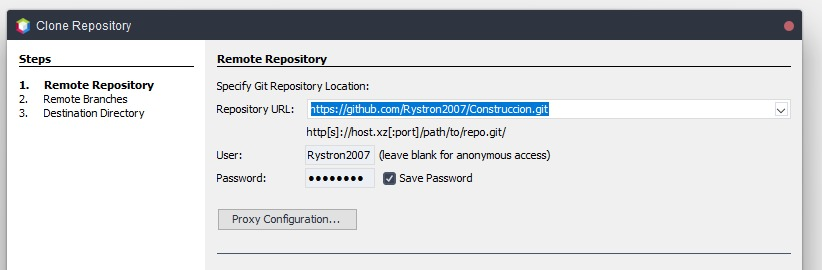 Clone Repository
Steps
1. Remote Repository
2. Remote Branches
3. Destination Directory
Remote Repository
Specify Git Repository Location:
Repository URL: https://github.com/Rystron2007/Construccion.git
http[s]://host.xz[:port]/path/to/repo.git/
User: Rystron2007 (leave blank for anonymous access)
Password: ●●●●●●●● Save Password
Proxy Configuration...